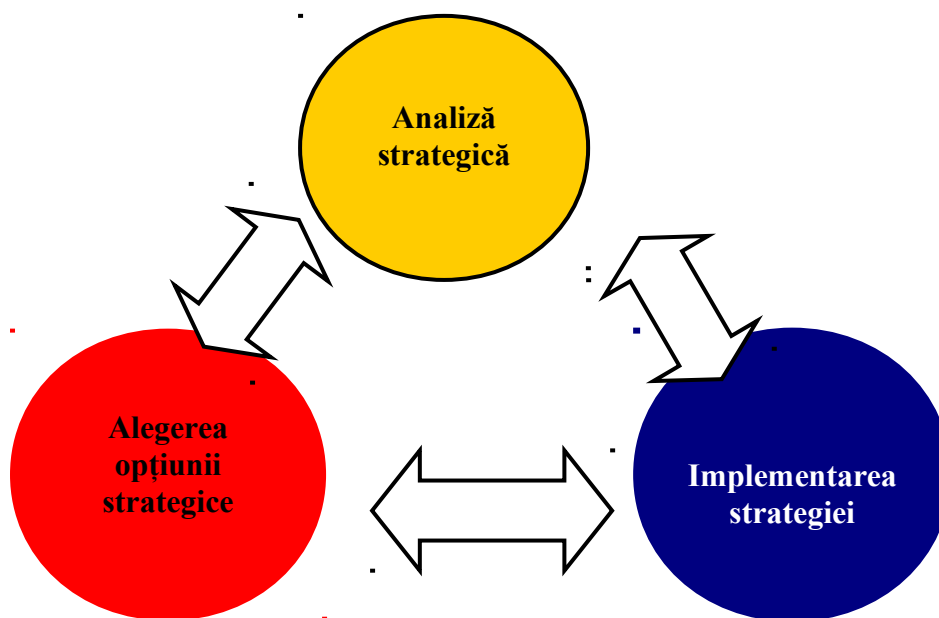 Analiză
strategică
Alegerea
opțiunii
strategice
Implementarea
strategiei